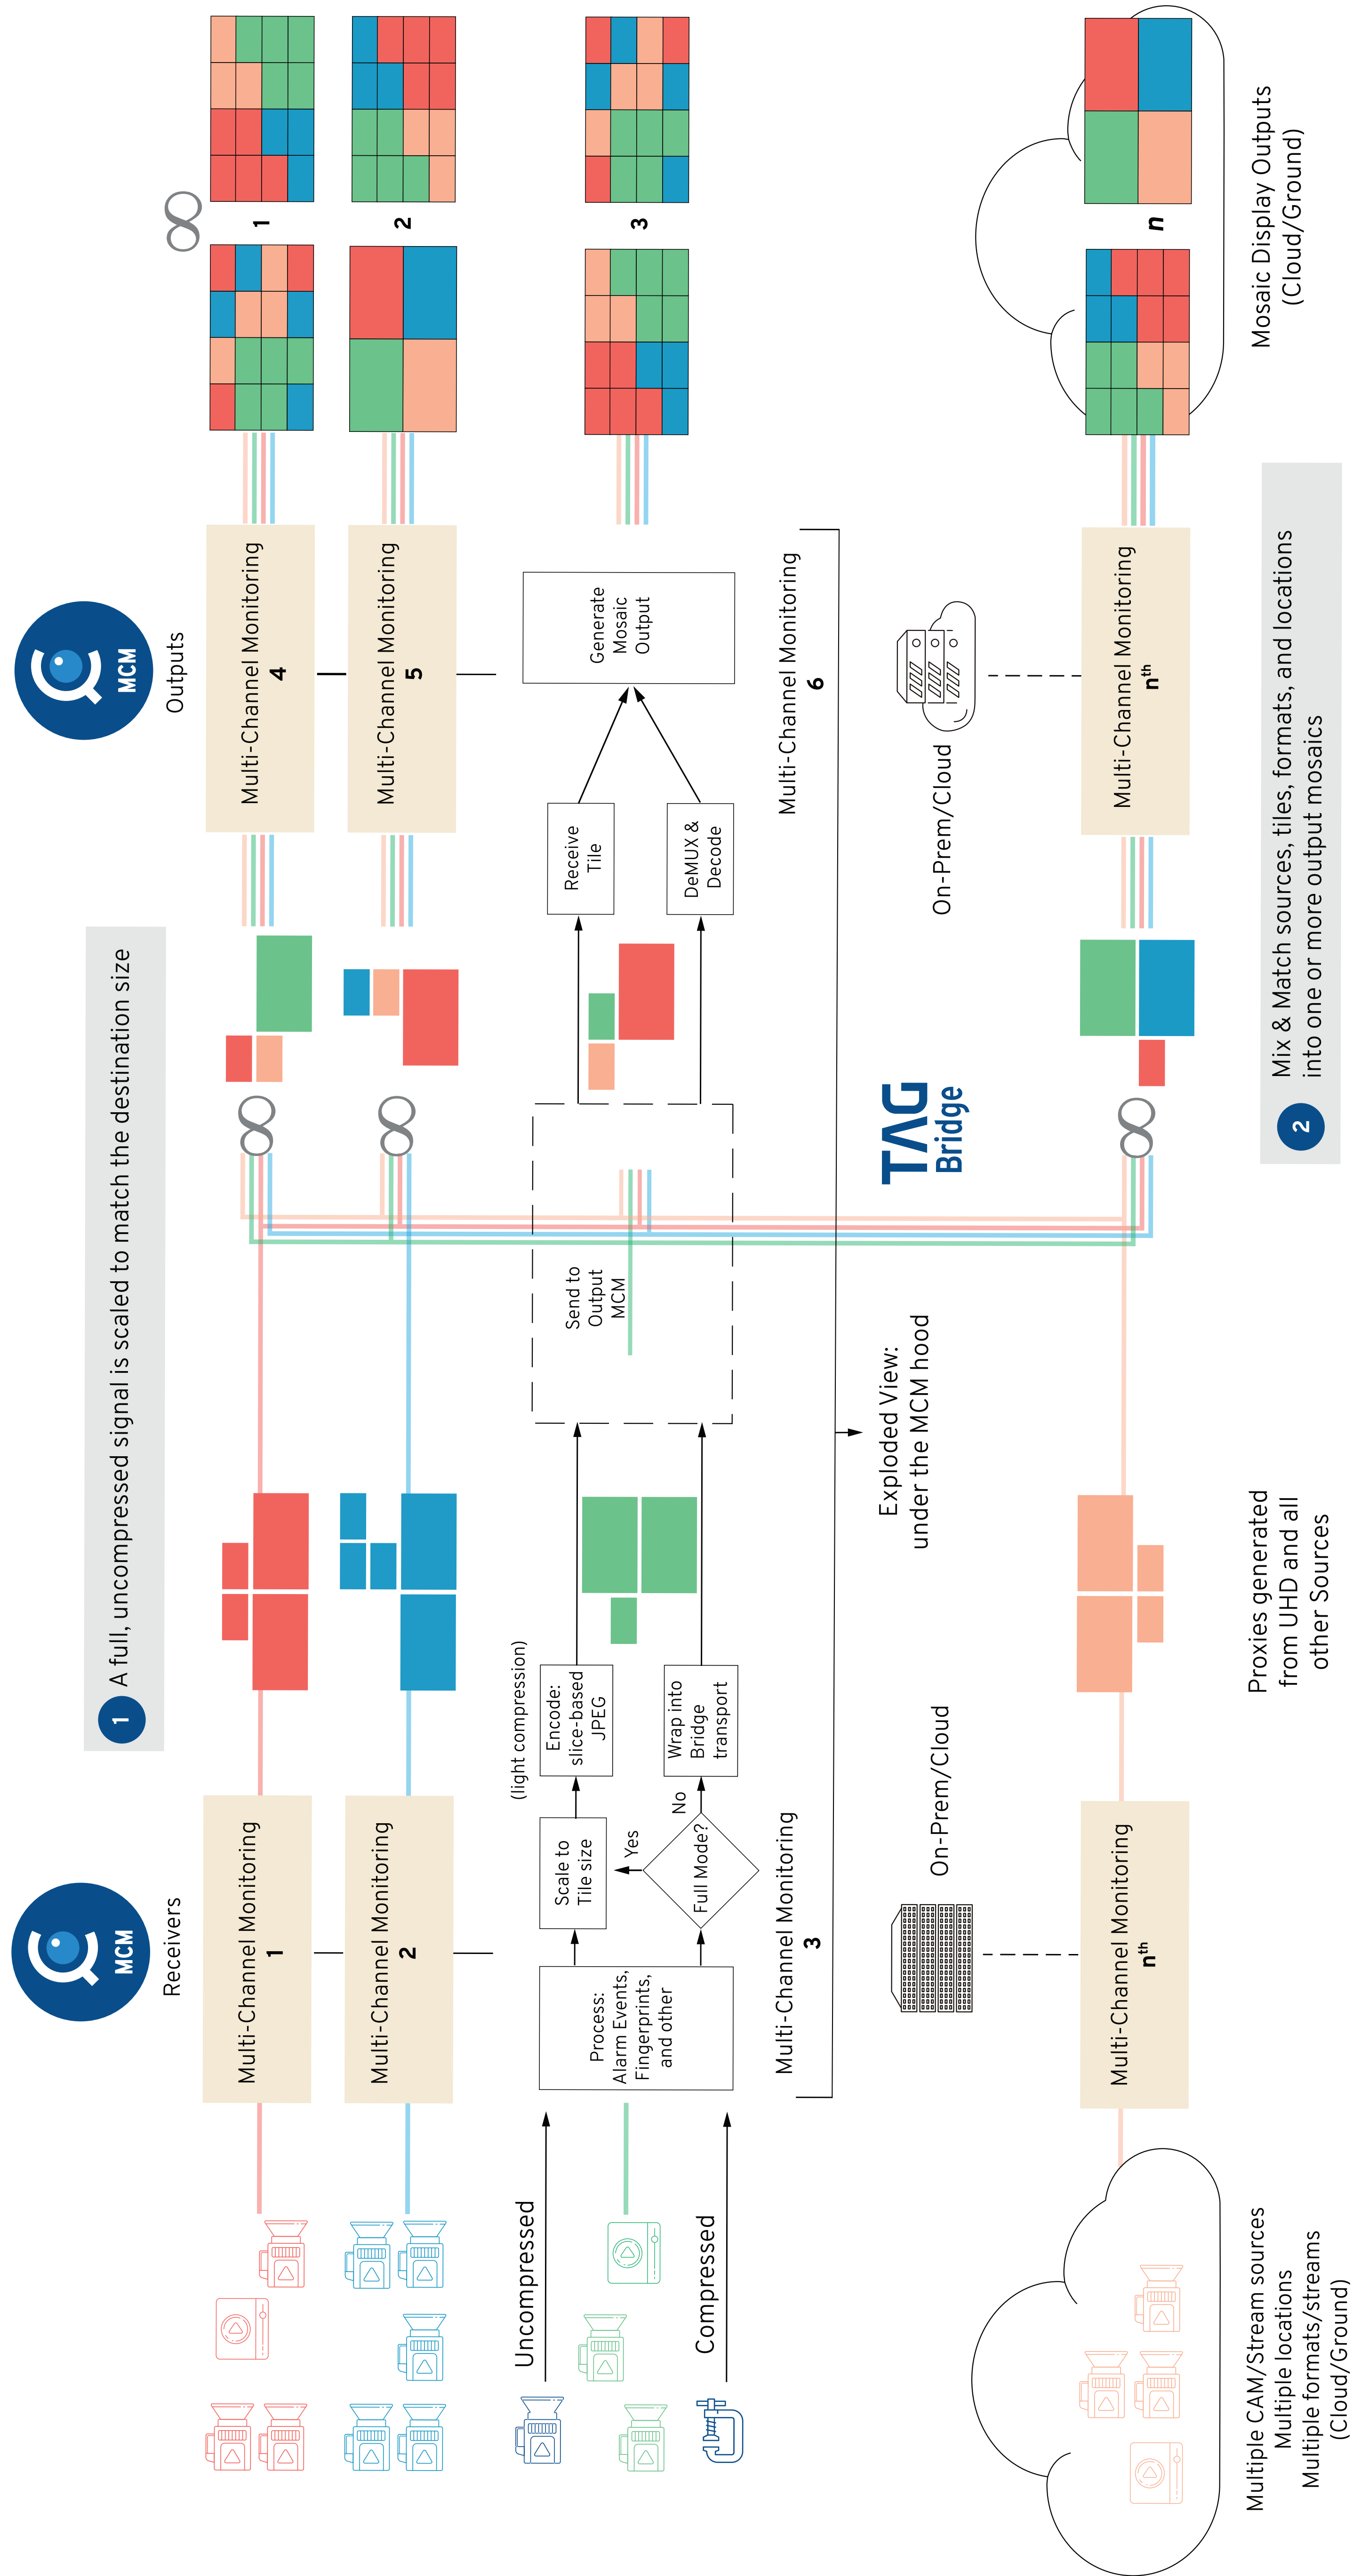 MCM
Receivers
MCM
Outputs
1
A full, uncompressed signal is scaled to match the destination size
∞
Multi-Channel Monitoring
1
∞
Multi-Channel Monitoring
4
1
Multi-Channel Monitoring
2
∞
Multi-Channel Monitoring
5
2
Uncompressed
Compressed
Process:
Alarm Events,
Fingerprints,
and other
Scale to
Tile size
Yes
Full Mode?
No
(light compression)
Encode:
slice-based
JPEG
Wrap into
Bridge
transport
Send to
Output
MCM
Receive
Tile
DeMUX &
Decode
Generate
Mosaic
Output
3
Multi-Channel Monitoring
3
Multi-Channel Monitoring
6
Exploded View:
under the MCM hood
TAG
Bridge
On-Prem/Cloud
On-Prem/Cloud
Multi-Channel Monitoring
nth
∞
Multi-Channel Monitoring
nth
n
Multiple CAM/Stream sources
Multiple locations
Multiple formats/streams
(Cloud/Ground)
Proxies generated
from UHD and all
other Sources
2
Mix & Match sources, tiles, formats, and locations
into one or more output mosaics
Mosaic Display Outputs
(Cloud/Ground)